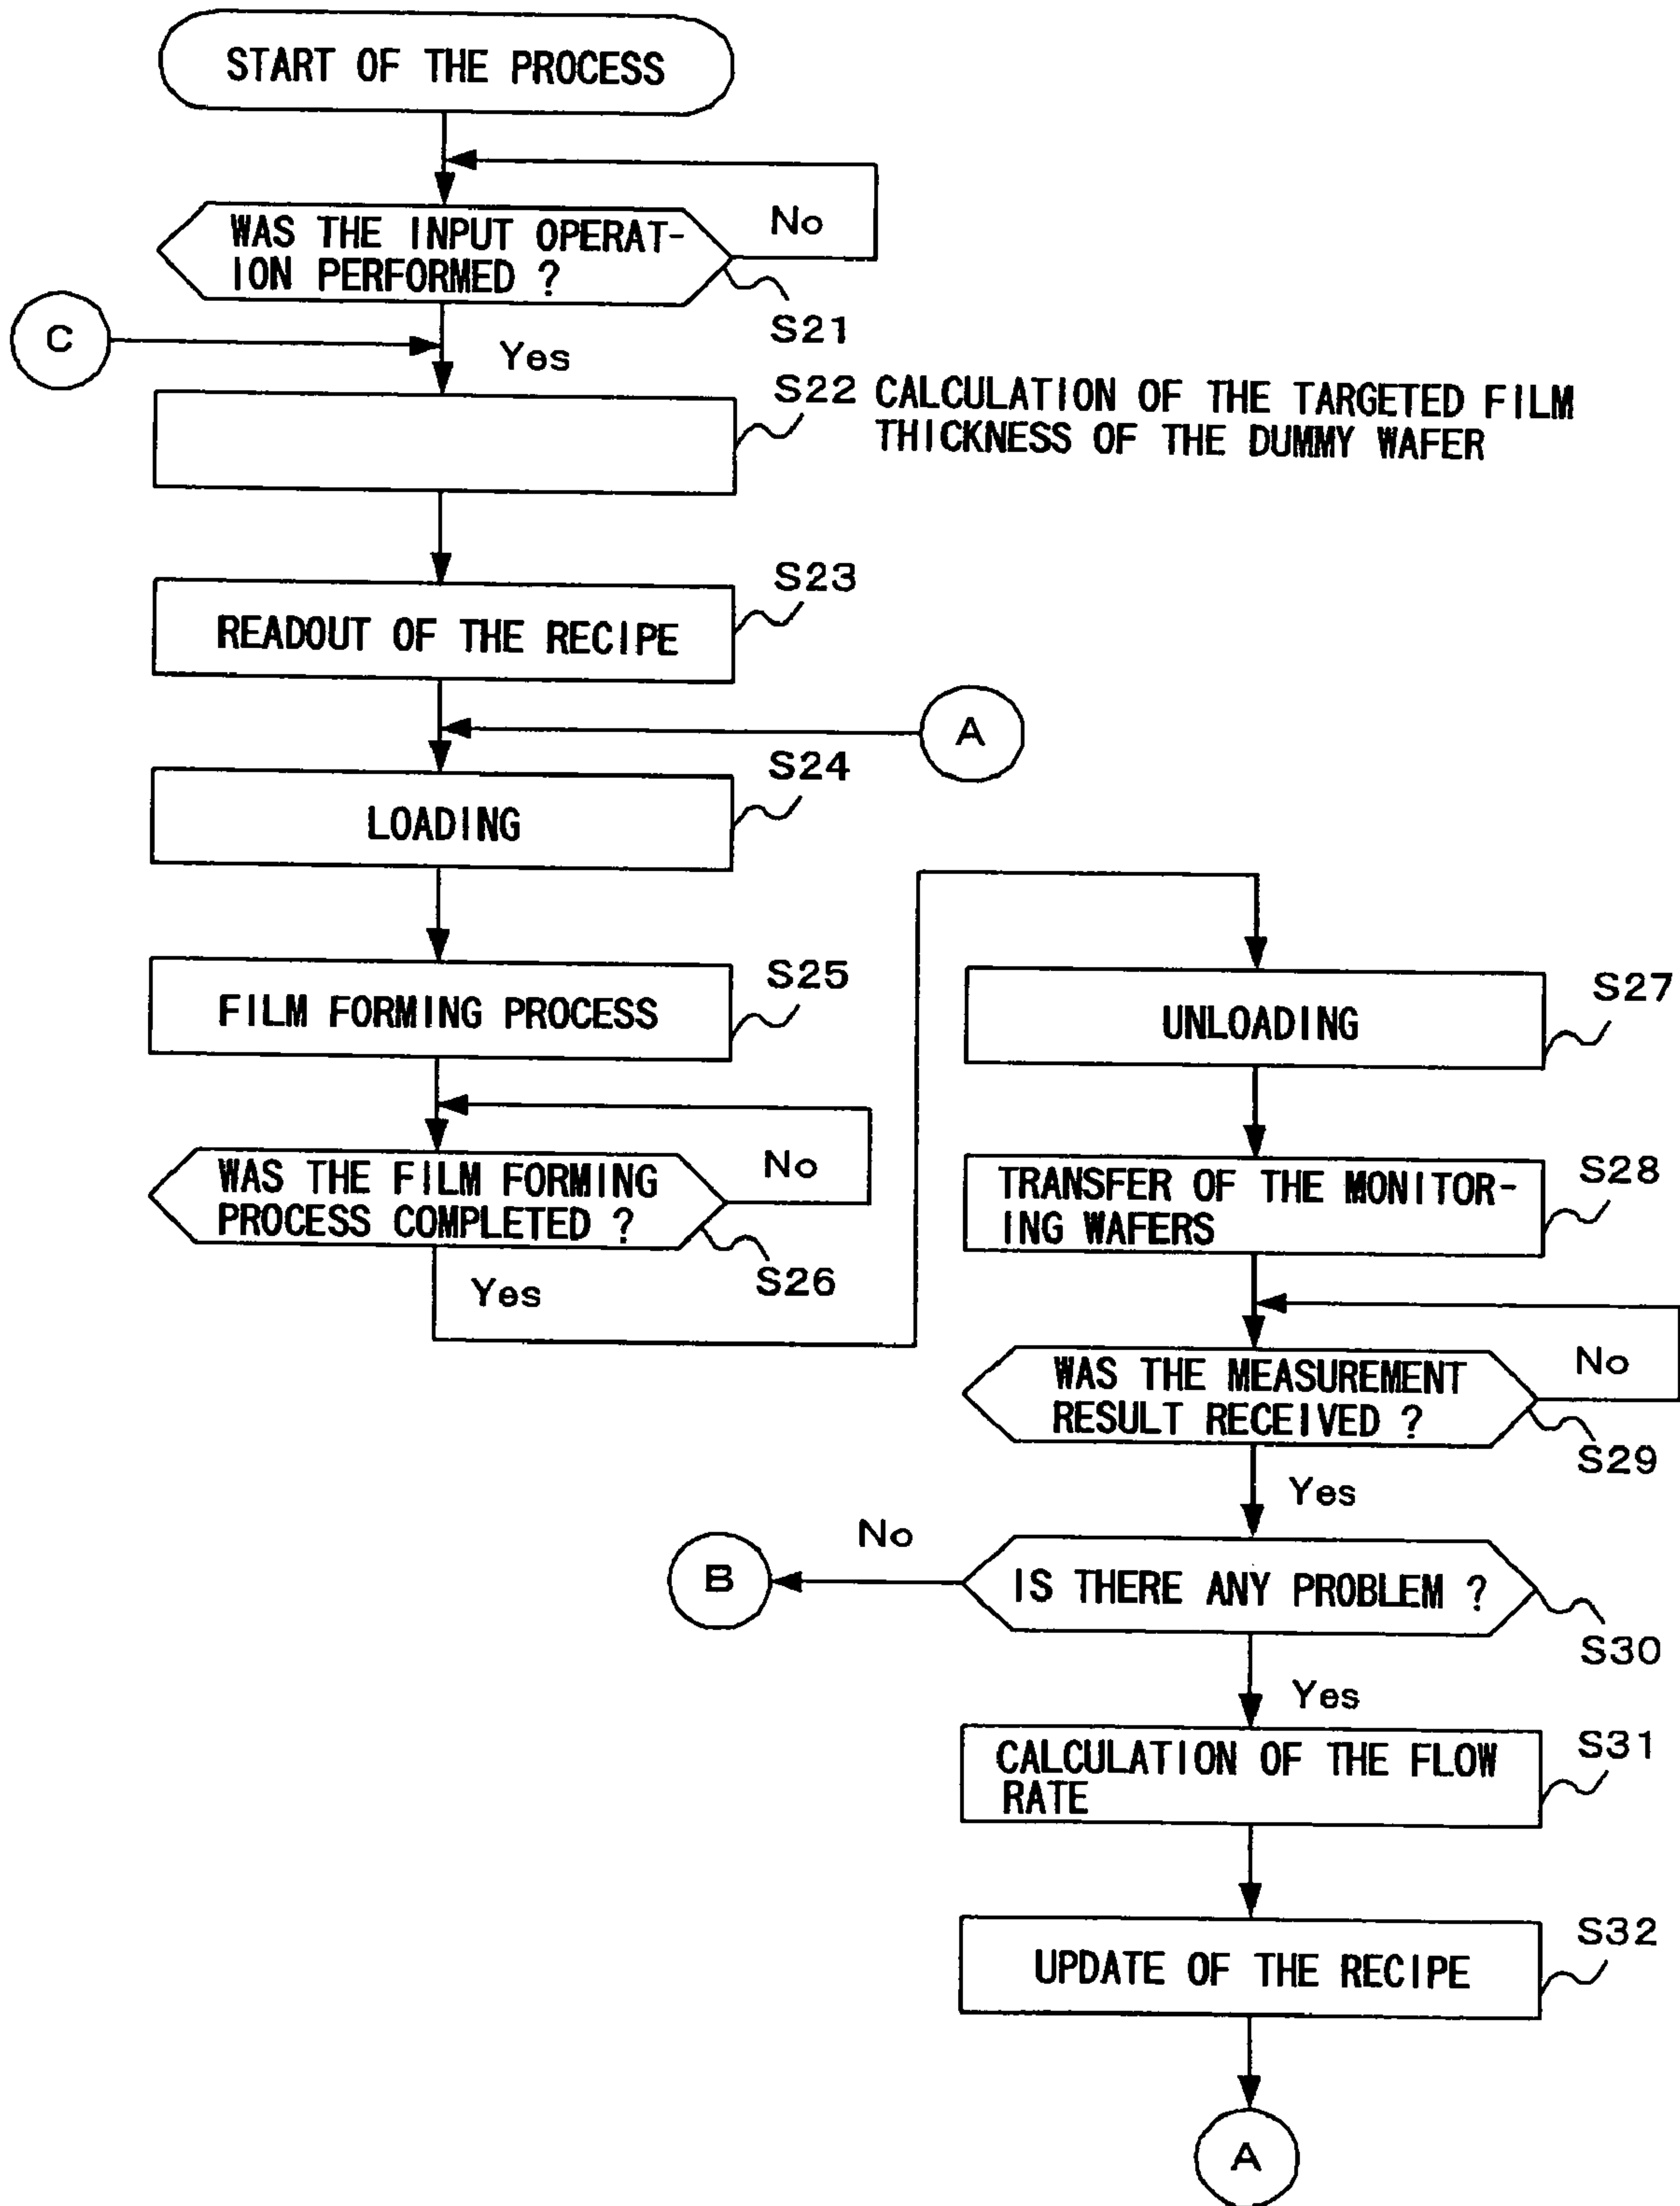 START OF THE PROCESS
No
WAS THE INPUT OPERAT-
ION PERFORMED ?
S21
C
Yes
S22 CALCULATION OF THE TARGETED FILM
THICKNESS OF THE DUMMY WAFER
S23
READOUT OF THE RECIPE
A
S24
LOADING
S25
FILM FORMING PROCESS
No
WAS THE FILM FORMING
PROCESS COMPLETED ?
S26
Yes
S27
UNLOADING
S28
TRANSFER OF THE MONITOR-
ING WAFERS
No
WAS THE MEASUREMENT
RESULT RECEIVED ?
S29
Yes
No
B
IS THERE ANY PROBLEM ?
S30
Yes
S31
CALCULATION OF THE FLOW
RATE
S32
UPDATE OF THE RECIPE
A